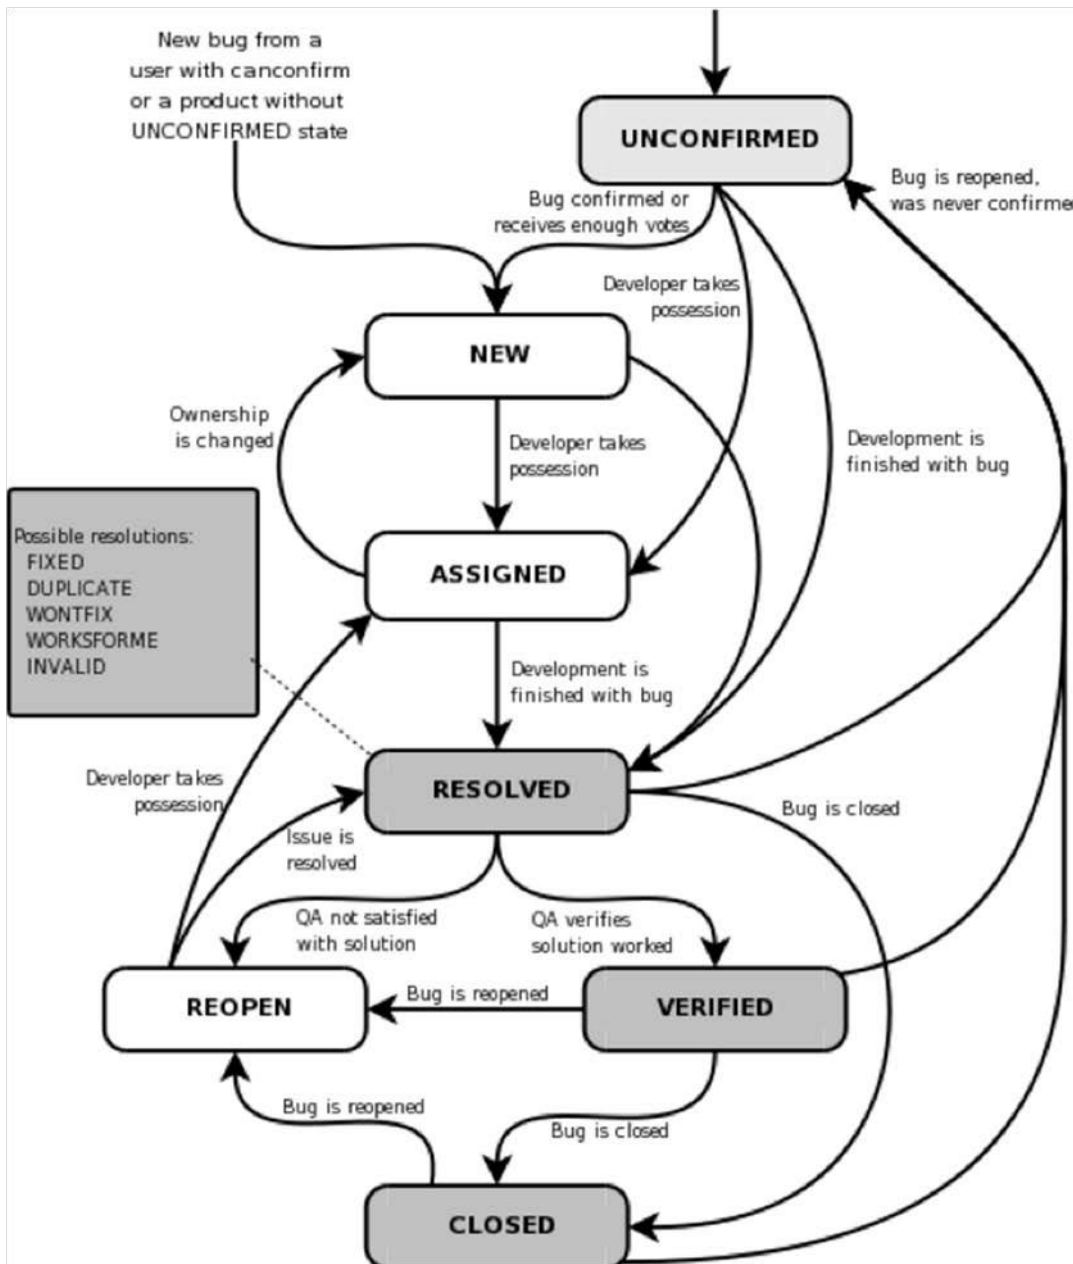 New bug from a
user with canconfirm
or a product without
UNCONFIRMED state
UNCONFIRMED
Bug is reopened,
was never confirme
Bug confirmed or
receives enough votes
Developer takes
possession
NEW
Ownership
is changed
Developer takes
possession
Development is
finished with bug
Possible resolutions:
FIXED
DUPLICATE
WONTFIX
WORKSFORME
INVALID
ASSIGNED
Development is
finished with bug
Developer takes
possession
RESOLVED
Bug is closed
Issue is
resolved
QA not satisfied
with solution
QA verifies
solution worked
REOPEN
Bug is reopened
VERIFIED
Bug is reopened
Bug is closed
CLOSED